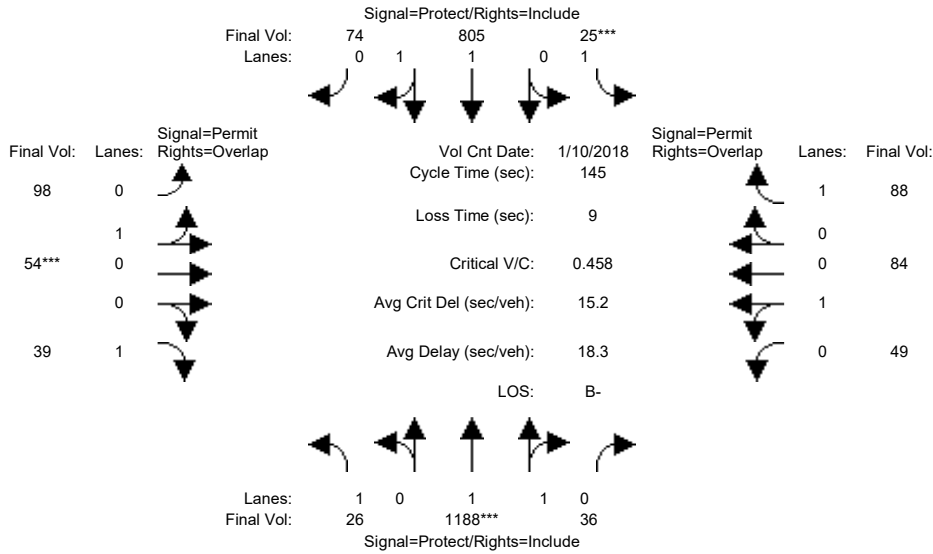 Signal=Protect/Rights=Include
Final Vol: 74 805 25***
Lanes: 0 1 1 0 1
Signal=Permit
Final Vol: Lanes: Rights=Overlap
Vol Cnt Date: 1/10/2018
Signal=Permit
Rights=Overlap Lanes: Final Vol:
Cycle Time (sec): 145
98 0
1 88
Loss Time (sec): 9
1
0
54*** 0
Critical V/C: 0.458
0 84
0
Avg Crit Del (sec/veh): 15.2
1
39 1
Avg Delay (sec/veh): 18.3
0 49
LOS: B-
Lanes: 1 0 1 1 0
Final Vol: 26 1188*** 36
Signal=Protect/Rights=Include